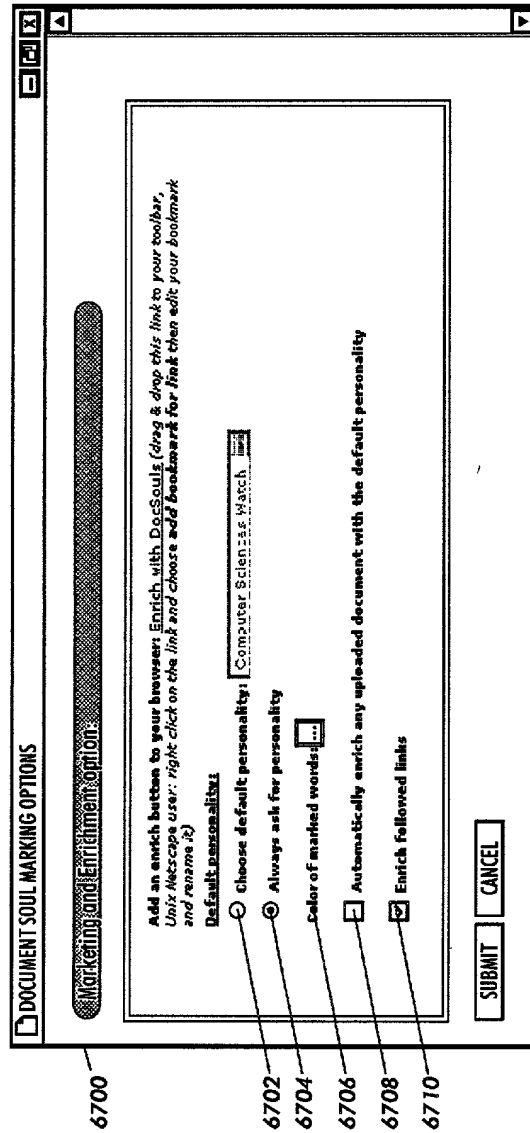 DOCUMENT SOUL MARKING OPTIONS
Marketing and Enrichment option:
Add an enrich button to your browser: Enrich with DocSouls (drag & drop this link to your toolbar,
Unix Netscape user: right click on the link and choose add bookmark for link then edit your bookmark
and rename it)
Default personality:
Choose default personality: Computer Sciences Watch
Always ask for personality
Color of marked words: ...
Automatically enrich any uploaded document with the default personality
Enrich followed links
SUBMIT CANCEL
6700
6702
6704
6706
6708
6710